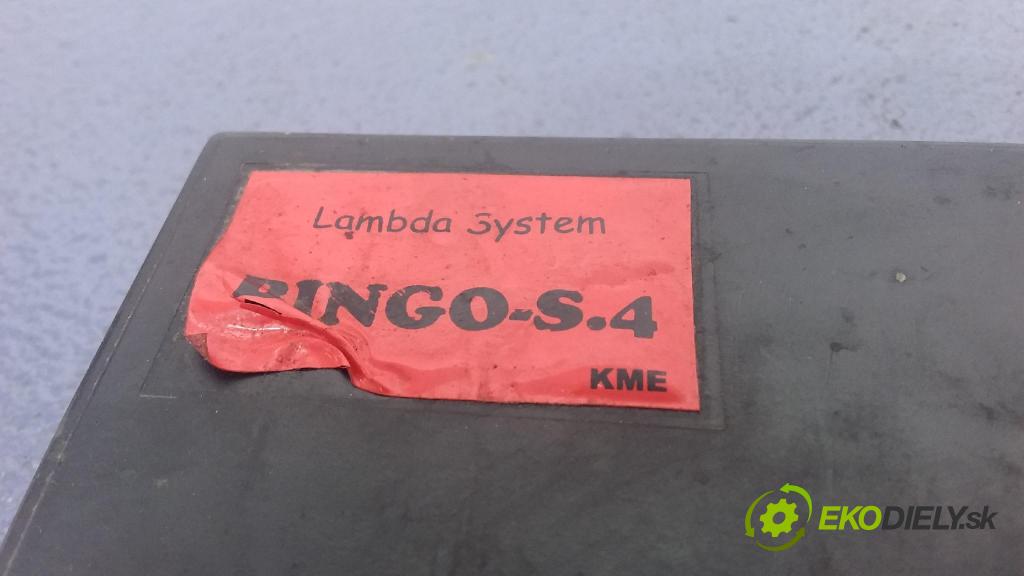 Lambda System
BINGO-S.4
KME
EKODIELY.sk